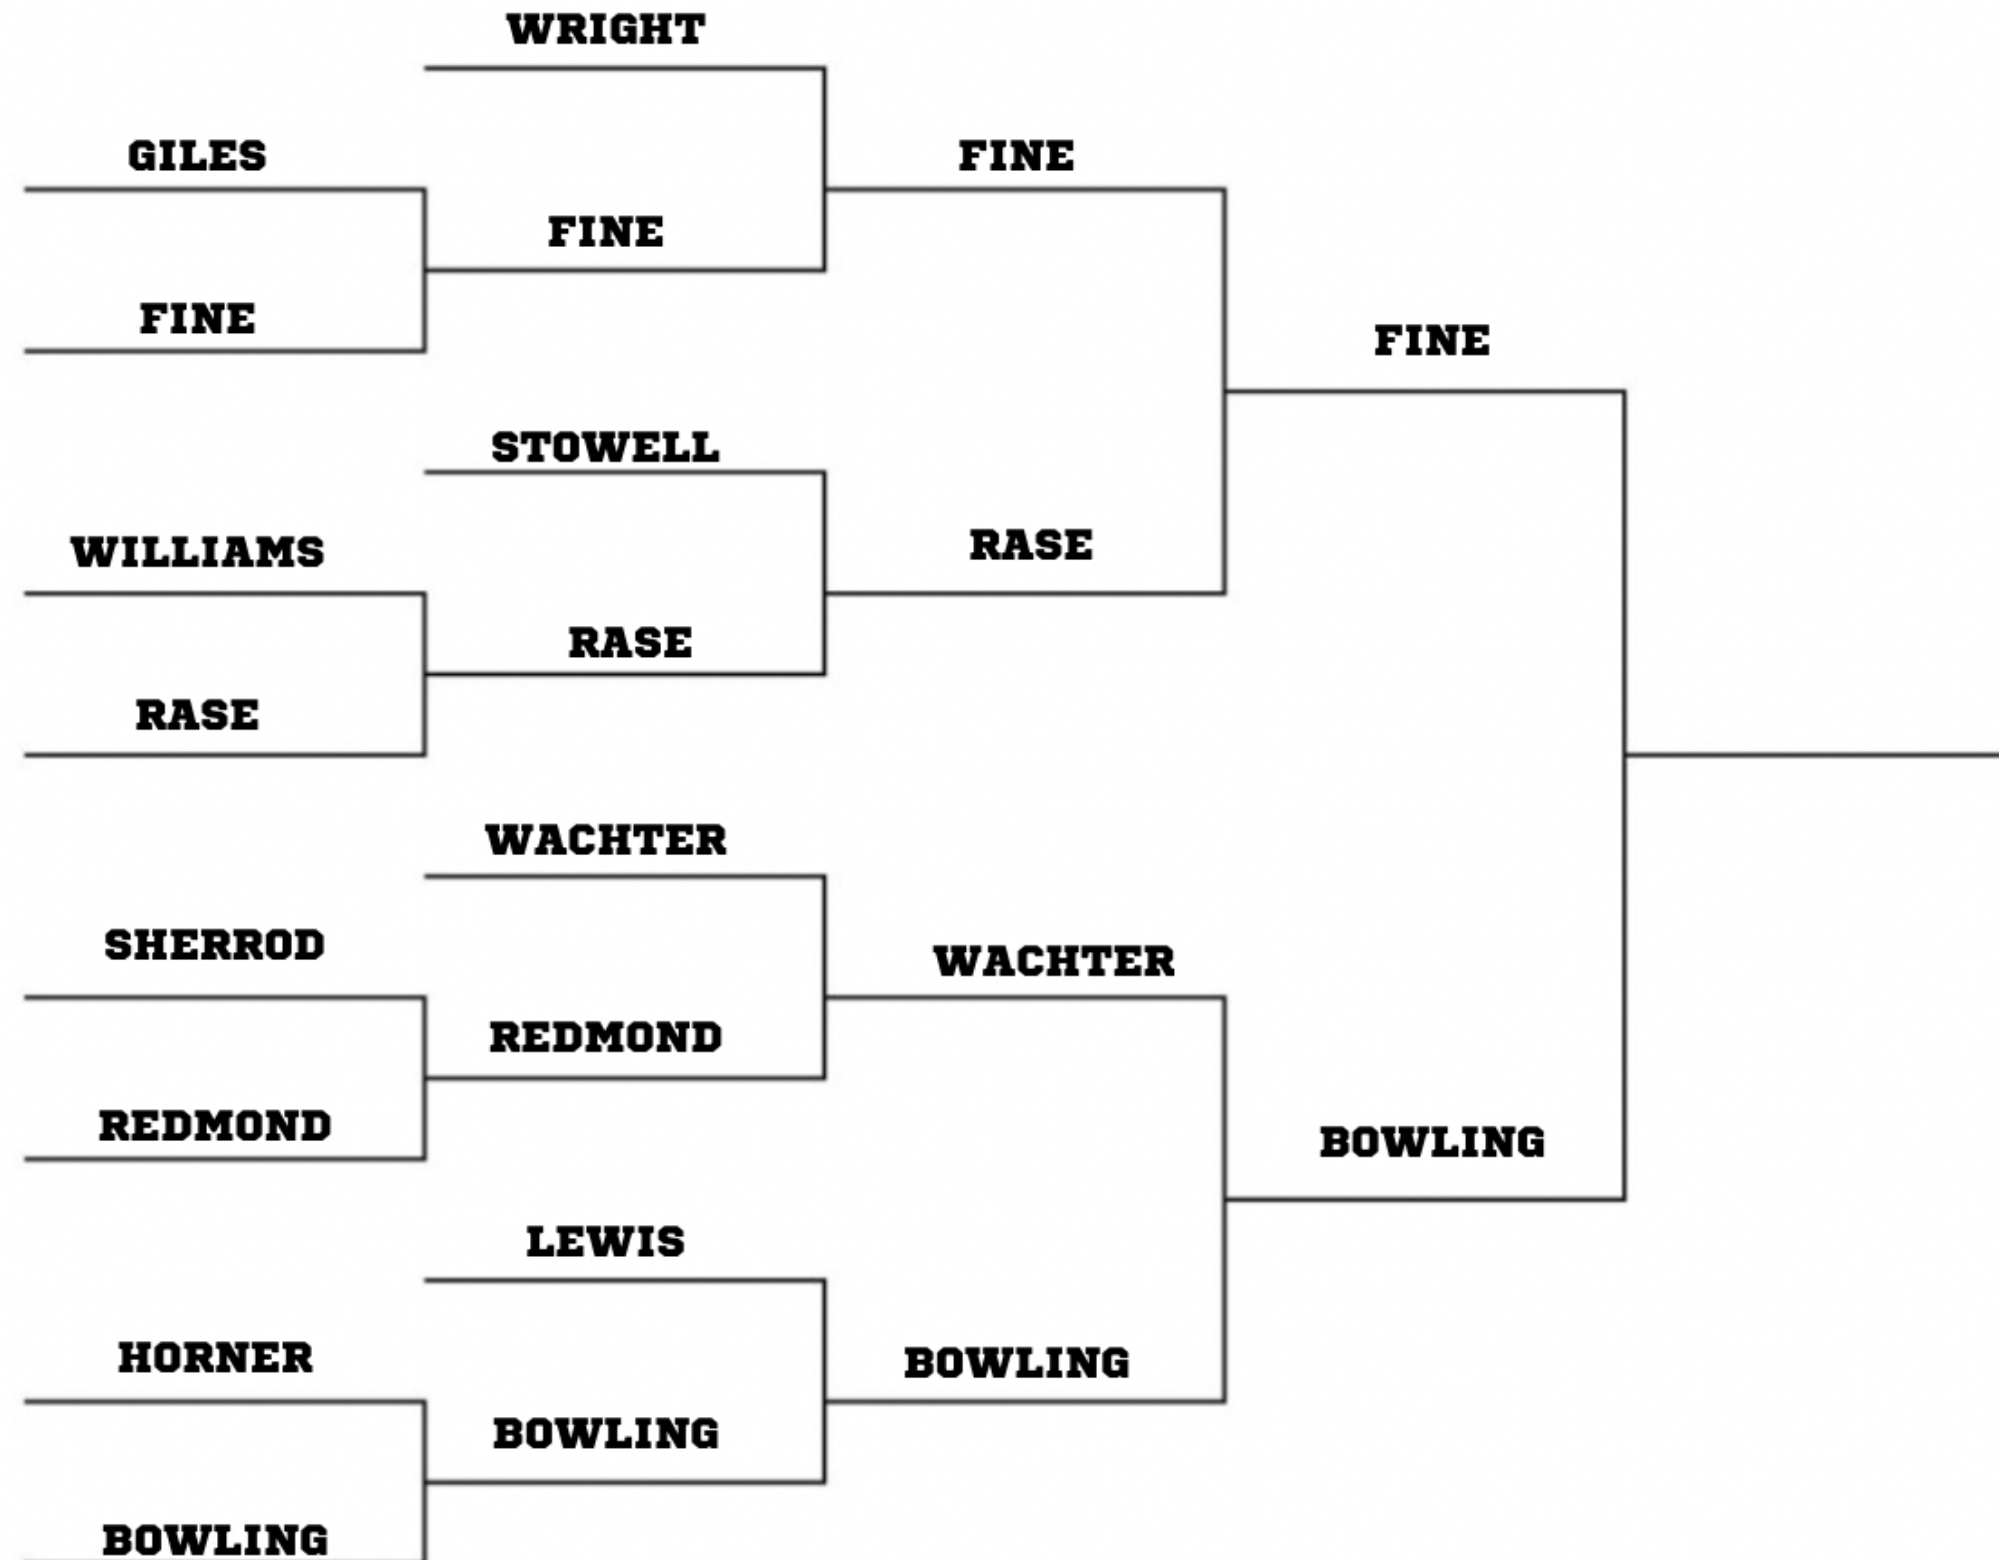 WRIGHT
GILES
FINE
FINE
FINE
FINE
STOWELL
WILLIAMS
RASE
RASE
RASE
WACHTER
SHERROD
WACHTER
REDMOND
REDMOND
BOWLING
LEWIS
HORNER
BOWLING
BOWLING
BOWLING